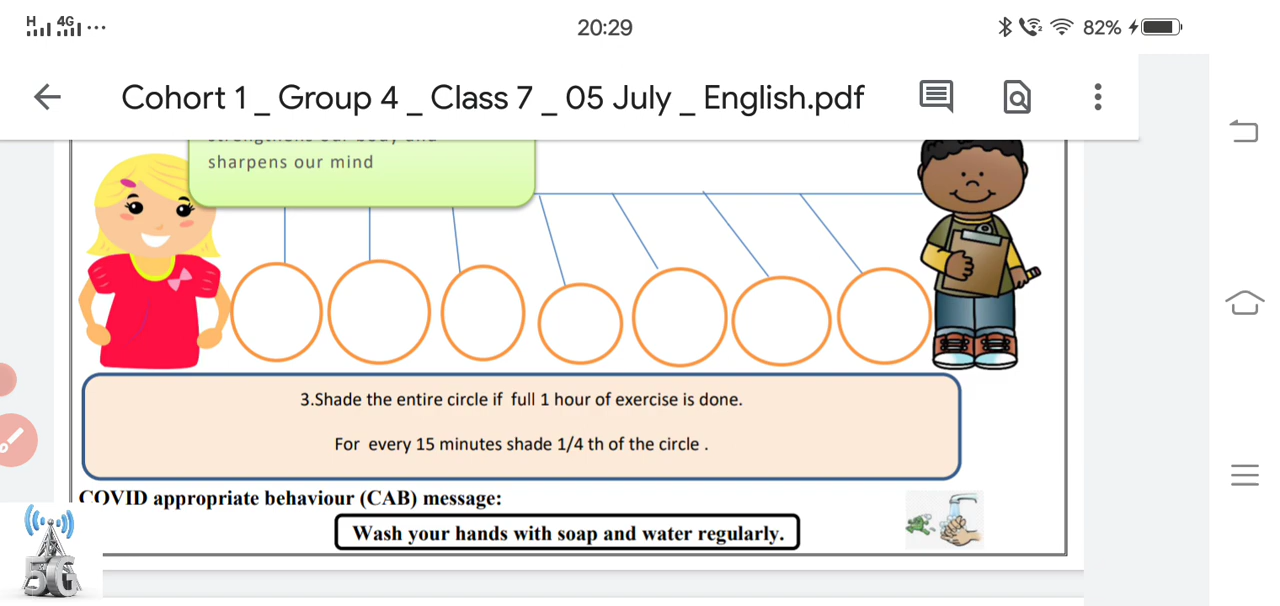 H 4G
20:29
2
82%
Cohort 1 _ Group 4 _ Class 7 _ 05 July _ English.pdf
sharpens our mind
3.Shade the entire circle if full 1 hour of exercise is done.
For every 15 minutes shade 1/4 th of the circle .
COVID appropriate behaviour (CAB) message:
Wash your hands with soap and water regularly.
5G